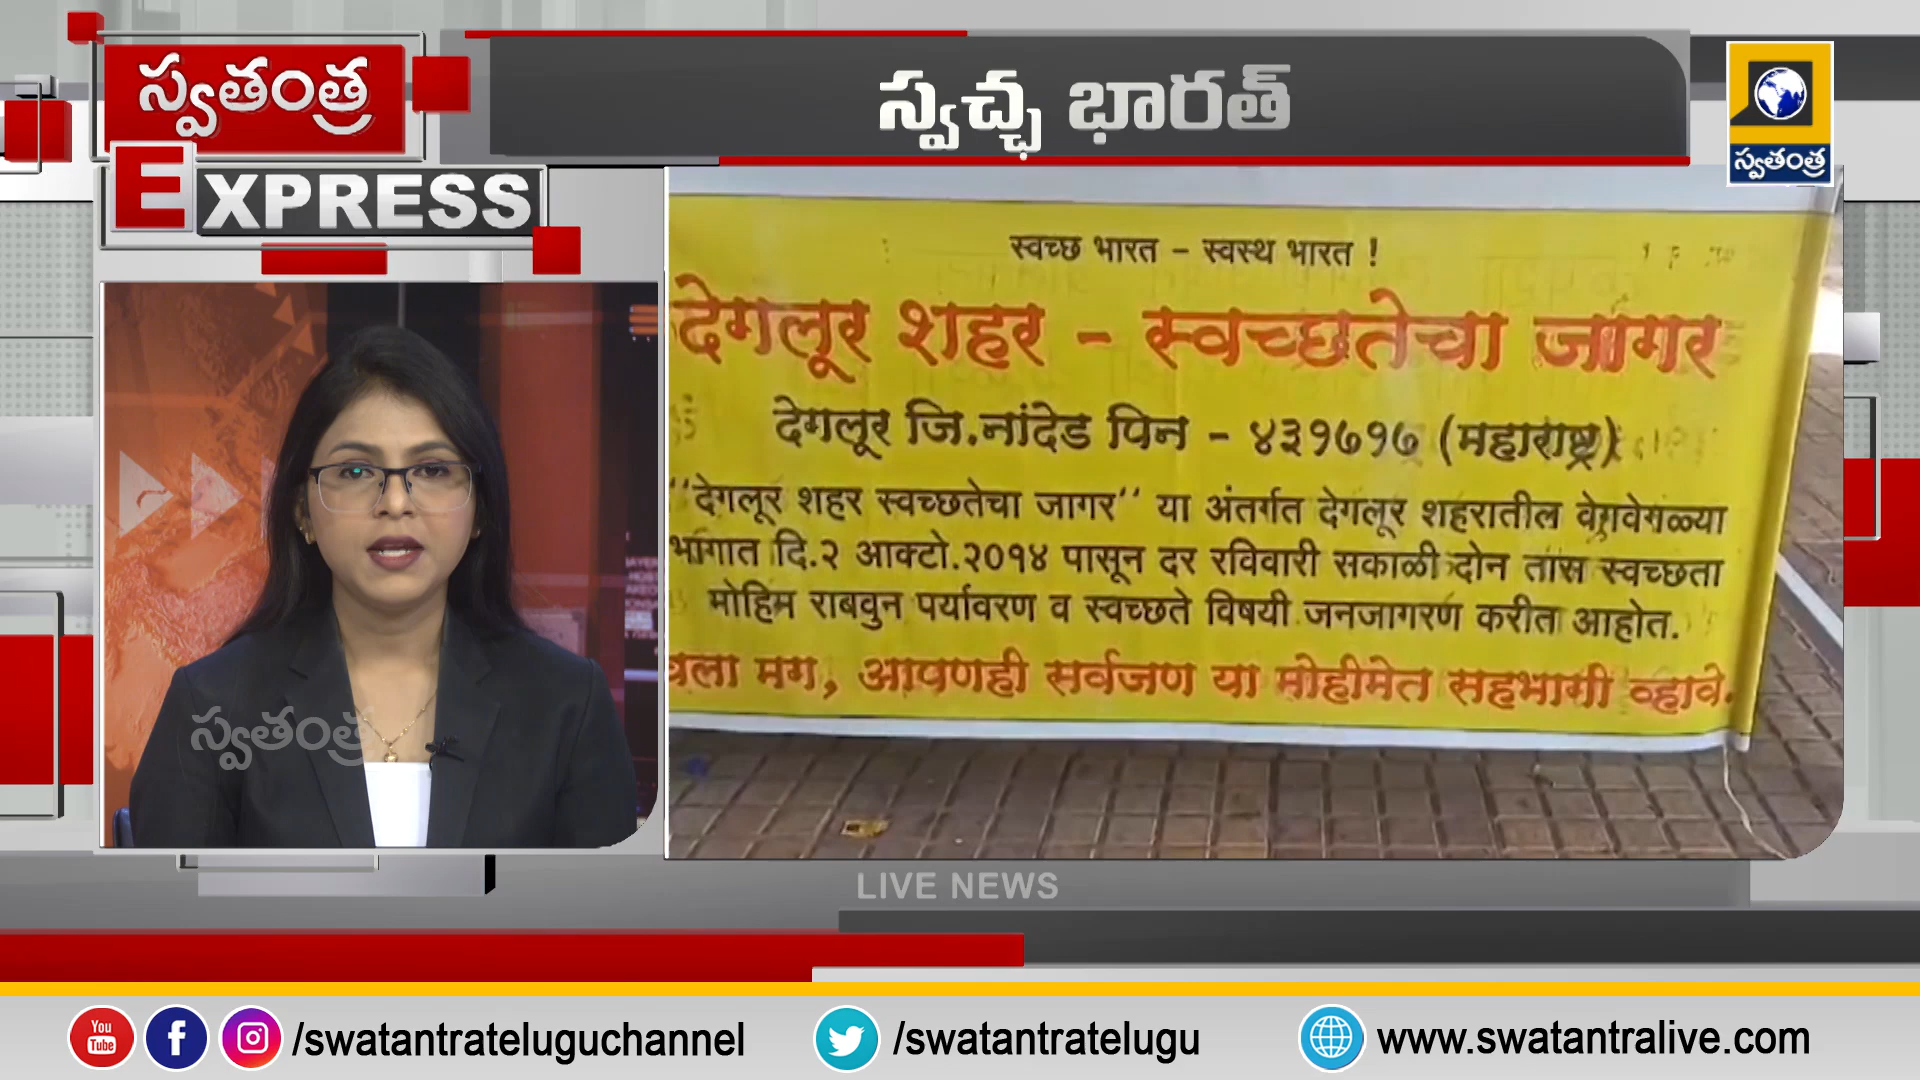 స్వతంత్ర
EXPRESS
స్వచ్ఛ భారత్
స్వతంత్ర
स्वच्छ भारत - स्वस्थ भारत !
देगलूर शहर - स्वच्छतेचा जागर
देगलूर जि.नांदेड पिन - ४३१७१७ (महाराष्ट्र)
"देगलूर शहर स्वच्छतेचा जागर" या अंतर्गत देगलूर शहरातील वेगवेगळ्या
भागात दि.२ आक्टो.२०१४ पासून दर रविवारी सकाळी दोन तास स्वच्छता
मोहिम राबवुन पर्यावरण व स्वच्छते विषयी जनजागरण करीत आहोत.
चला मग, आपणही सर्वजण या मोहीमेत सहभागी व्हावे.
స్వతంత్ర
LIVE NEWS
You
Tube
/swatantrateluguchannel
/swatantratelugu
www.swatantralive.com